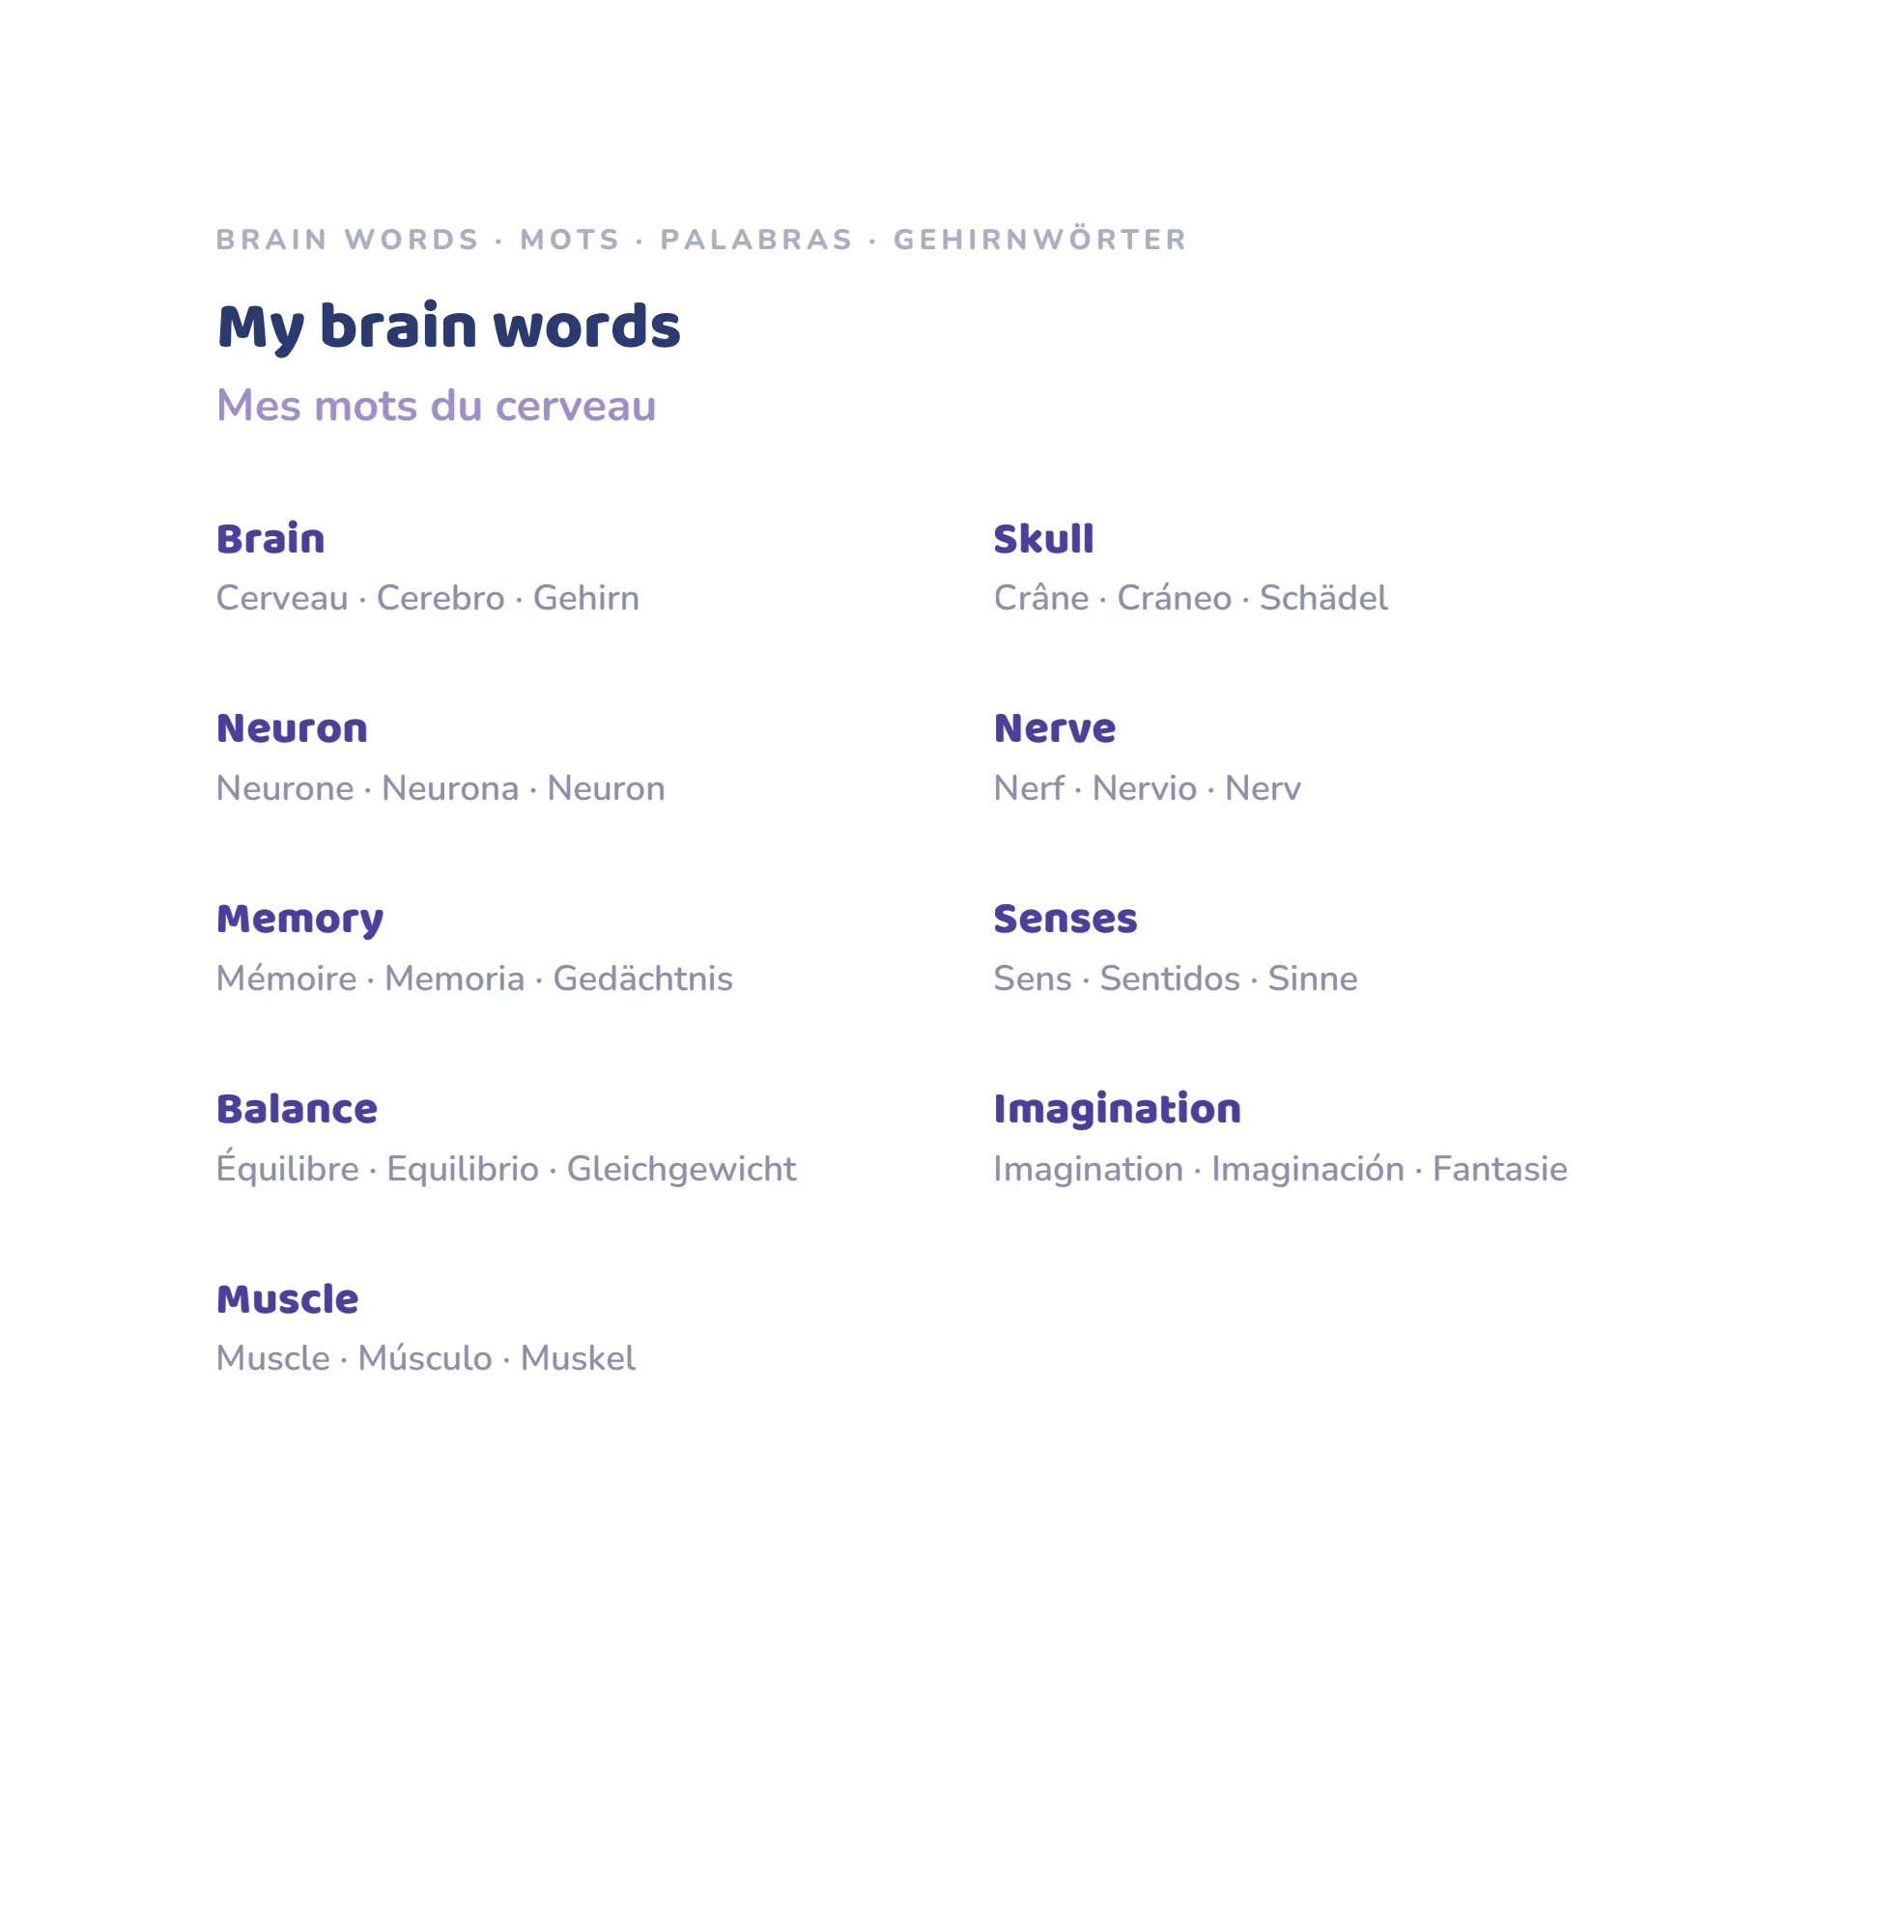 BRAIN WORDS · MOTS · PALABRAS · GEHIRNWÖRTER
My brain words
Mes mots du cerveau
Brain
Cerveau · Cerebro · Gehirn
Skull
Crâne · Cráneo · Schädel
Neuron
Neurone · Neurona · Neuron
Nerve
Nerf · Nervio · Nerv
Memory
Mémoire · Memoria · Gedächtnis
Senses
Sens · Sentidos · Sinne
Balance
Équilibre · Equilibrio · Gleichgewicht
Imagination
Imagination · Imaginación · Fantasie
Muscle
Muscle · Músculo · Muskel